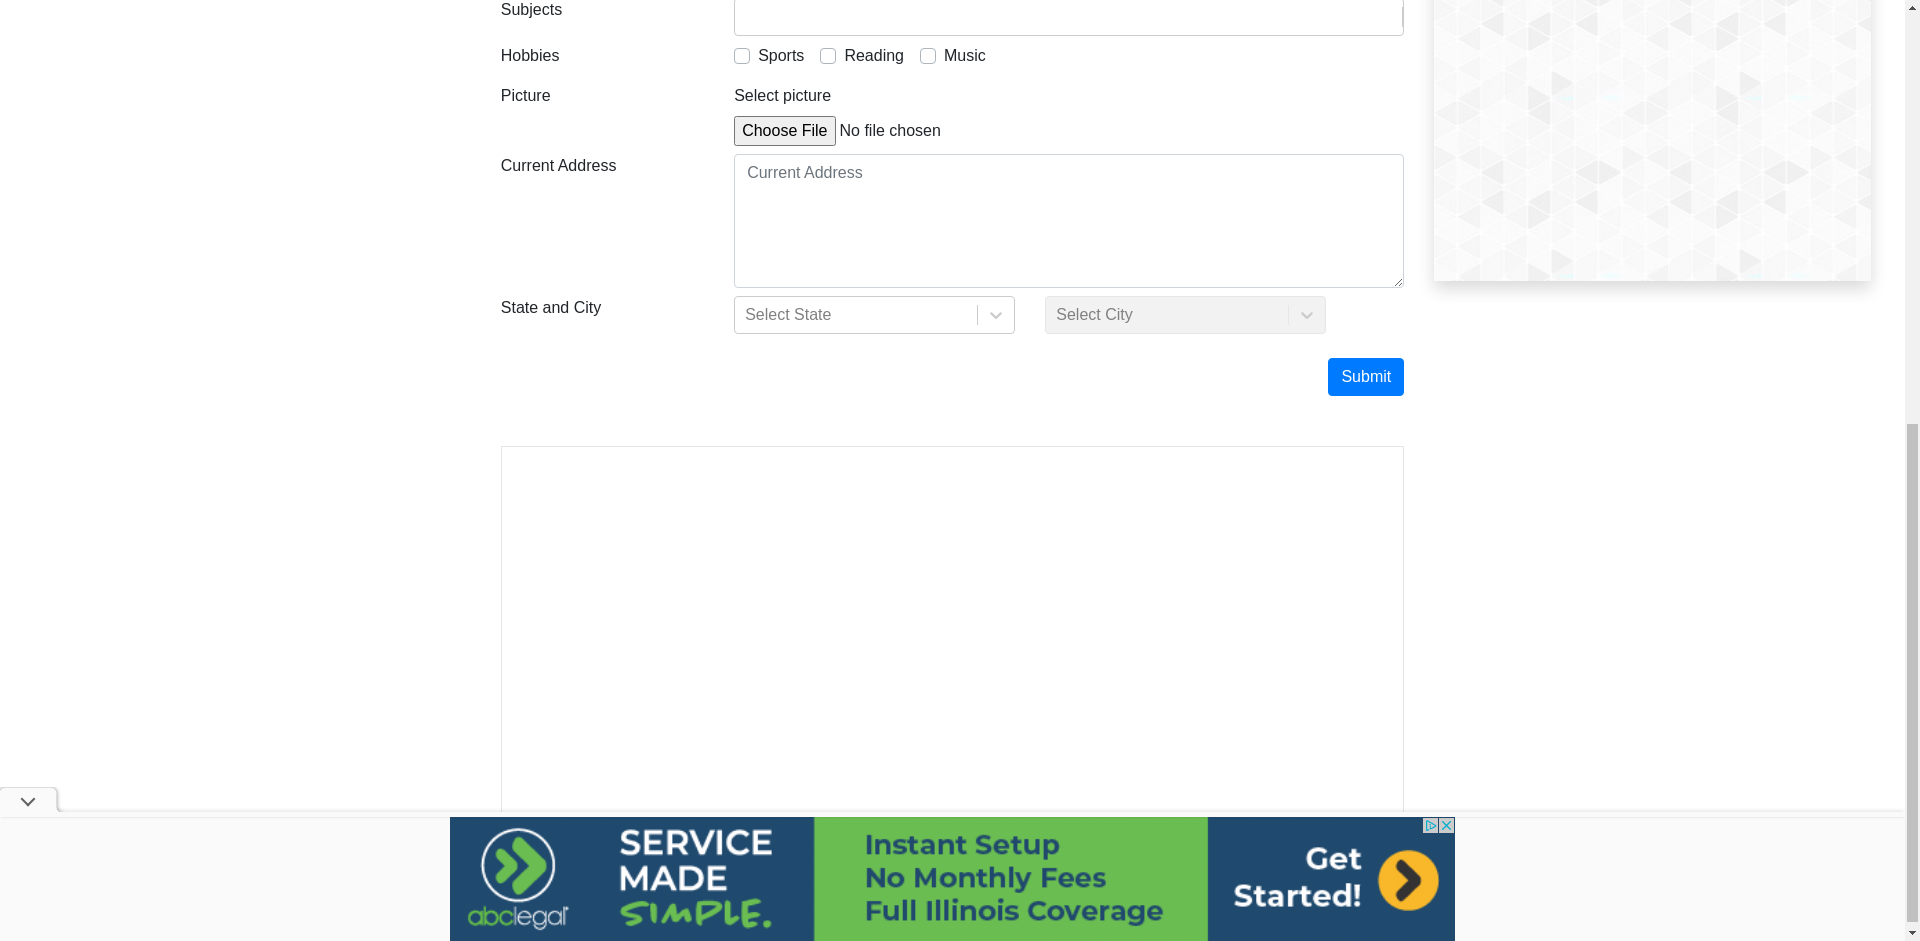 Subjects
Hobbies Sports Reading Music
Picture Select picture
Choose File No file chosen
Current Address Current Address
State and City Select State Select City
Submit
SERVICE
MADE
SIMPLE.
abclegal
Instant Setup
No Monthly Fees
Full Illinois Coverage
Get
Started!